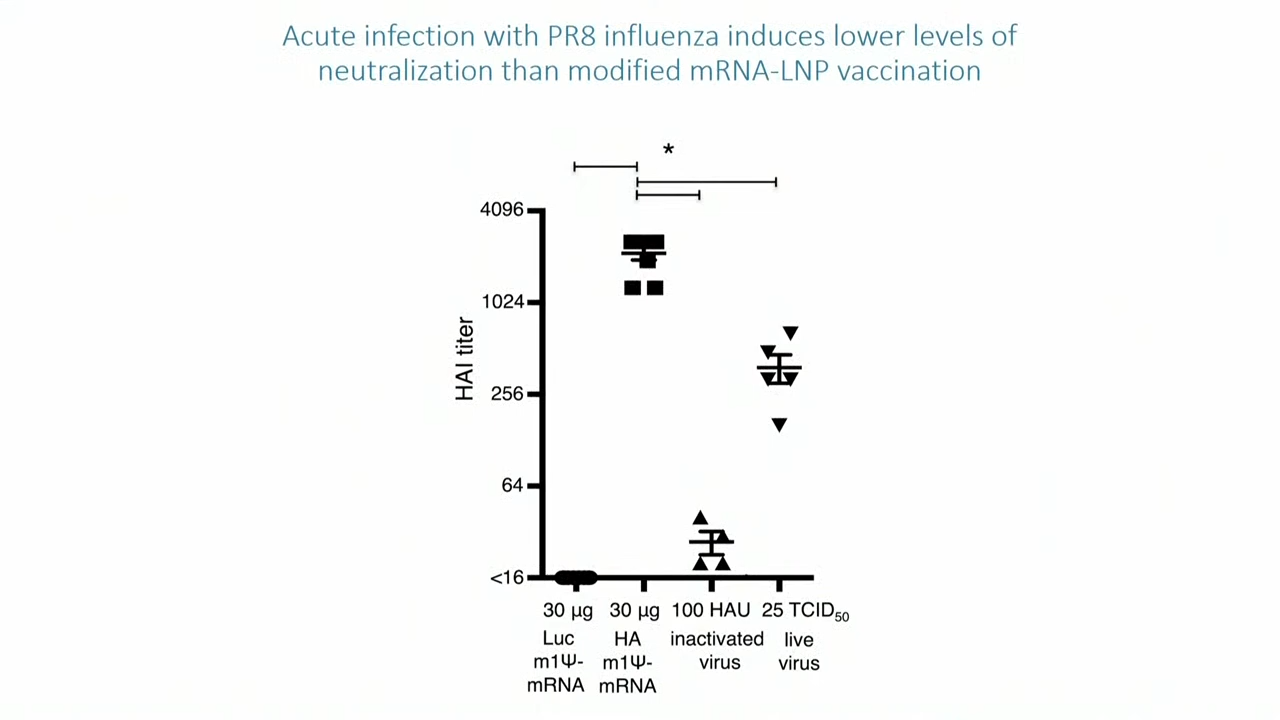 Acute infection with PR8 influenza induces lower levels of
neutralization than modified mRNA-LNP vaccination
*
4096
1024
256
64
<16
HAI titer
30 µg 30 µg 100 HAU 25 TCID50
Luc HA inactivated live
m1Ψ- m1Ψ- virus virus
mRNA mRNA